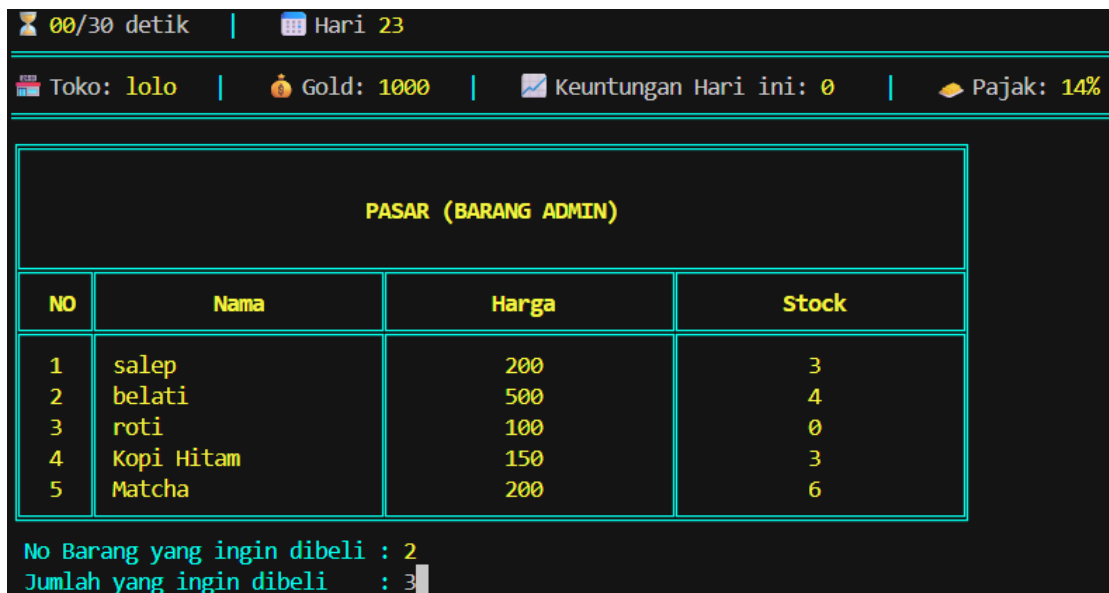 00/30 detik | Hari 23
Toko: lolo | Gold: 1000 | Keuntungan Hari ini: 0 | Pajak: 14%
PASAR (BARANG ADMIN)
NO Nama Harga Stock
1 salep 200 3
2 belati 500 4
3 roti 100 0
4 Kopi Hitam 150 3
5 Matcha 200 6
No Barang yang ingin dibeli : 2
Jumlah yang ingin dibeli : 3